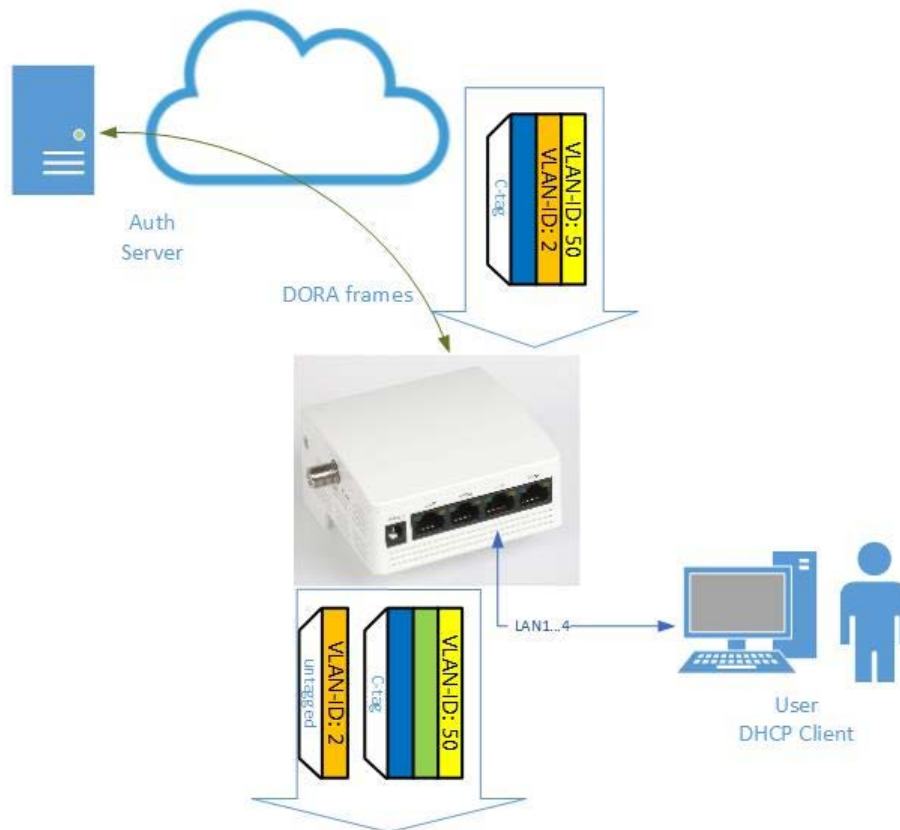 Auth
Server
DORA frames
C-tag
VLAN-ID: 2
VLAN-ID: 50
LAN1...4
untagged
VLAN-ID: 2
C-tag
VLAN-ID: 50
User
DHCP Client